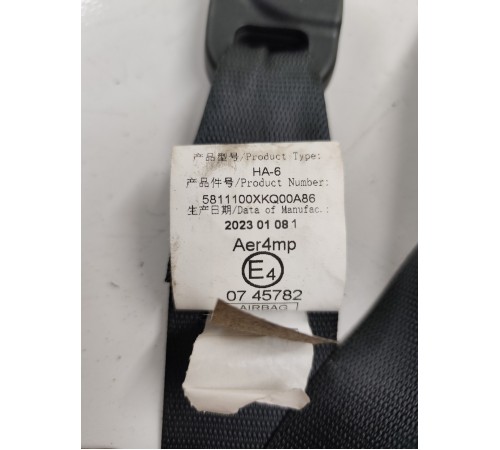 产品型号/Product Type:
HA-6
产品件号/Product Number:
5811100XKQ00A86
生产日期/Data of Manufac.:
2023 01 08 1
Aer4mp
E4
07 45782
AIRBAG